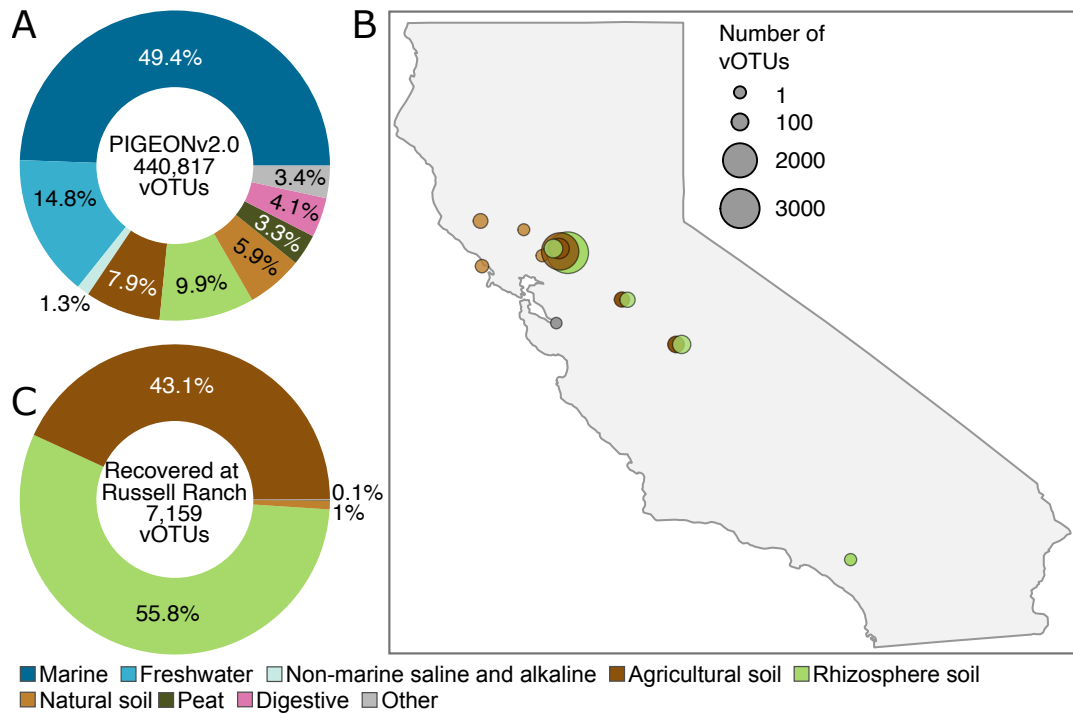 A
49.4%
14.8%
1.3%
7.9%
9.9%
5.9%
3.3%
4.1%
3.4%
PIGEONv2.0
440,817
vOTUs
B
Number of
vOTUs
1
100
2000
3000
C
43.1%
0.1%
1%
55.8%
Recovered at
Russell Ranch
7,159
vOTUs
Marine Freshwater Non-marine saline and alkaline Agricultural soil Rhizosphere soil
Natural soil Peat Digestive Other